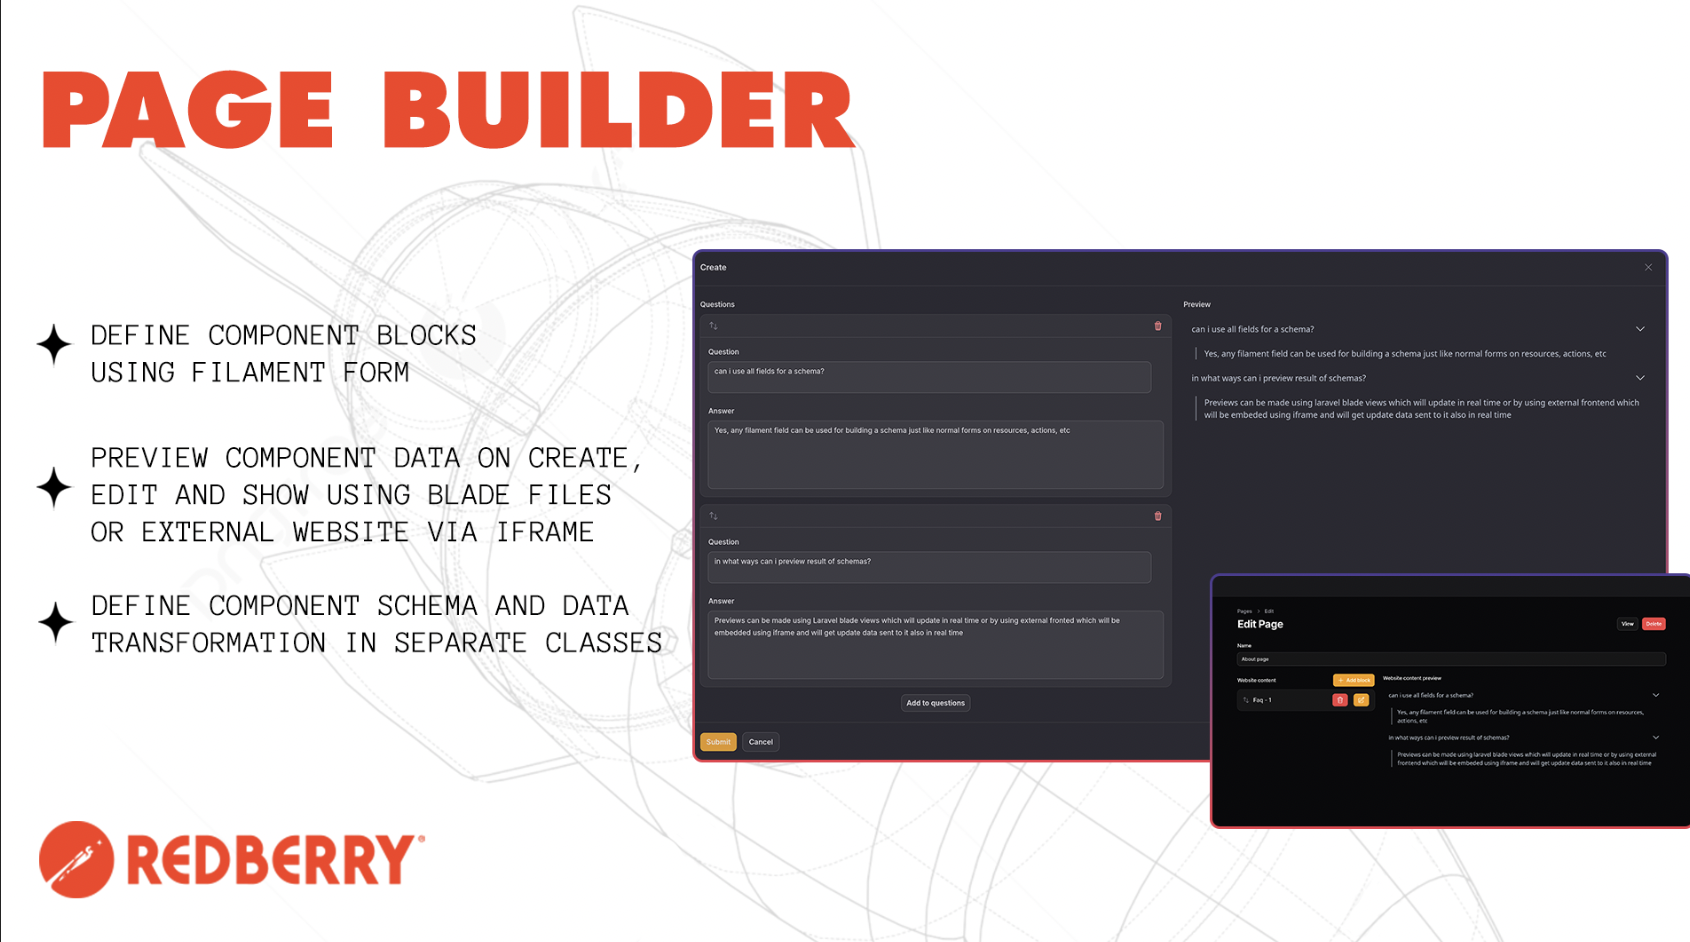 PAGE BUILDER
DEFINE COMPONENT BLOCKS
USING FILAMENT FORM
PREVIEW COMPONENT DATA ON CREATE,
EDIT AND SHOW USING BLADE FILES
OR EXTERNAL WEBSITE VIA IFRAME
DEFINE COMPONENT SCHEMA AND DATA
TRANSFORMATION IN SEPARATE CLASSES
REDBERRY
Create
Questions
Question
can i use all fields for a schema?
Answer
Yes, any filament field can be used for building a schema just like normal forms on resources, actions, etc
Question
in what ways can i preview result of schemas?
Answer
Previews can be made using Laravel blade views which will update in real time or by using external fronted which will be
embedded using iframe and will get update data sent to it also in real time
Add to questions
Submit
Cancel
Preview
can i use all fields for a schema?
Yes, any filament field can be used for building a schema just like normal forms on resources, actions, etc
in what ways can i preview result of schemas?
Previews can be made using laravel blade views which will update in real time or by using external frontend which
will be embeded using iframe and will get update data sent to it also in real time
Pages > Edit
Edit Page
View
Delete
Name
About page
Website content
+ Add block
Faq - 1
Website content preview
can i use all fields for a schema?
Yes, any filament field can be used for building a schema just like normal forms on resources,
actions, etc
in what ways can i preview result of schemas?
Previews can be made using laravel blade views which will update in real time or by using external
frontend which will be embeded using iframe and will get update data sent to it also in real time